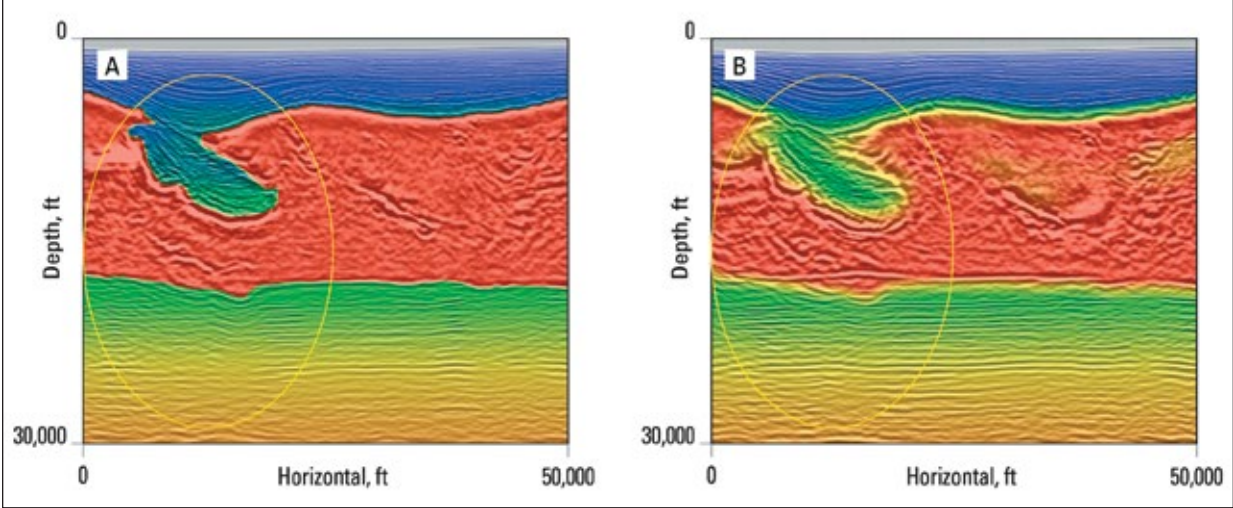 0
A
Depth, ft
30,000
0
Horizontal, ft
50,000
0
B
Depth, ft
30,000
0
Horizontal, ft
50,000